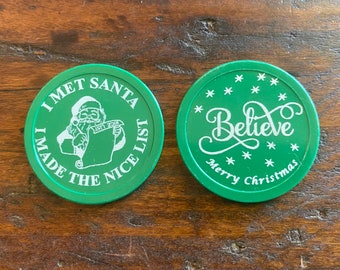 I MET SANTA
I MADE THE NICE LIST
Believe
Merry Christmas